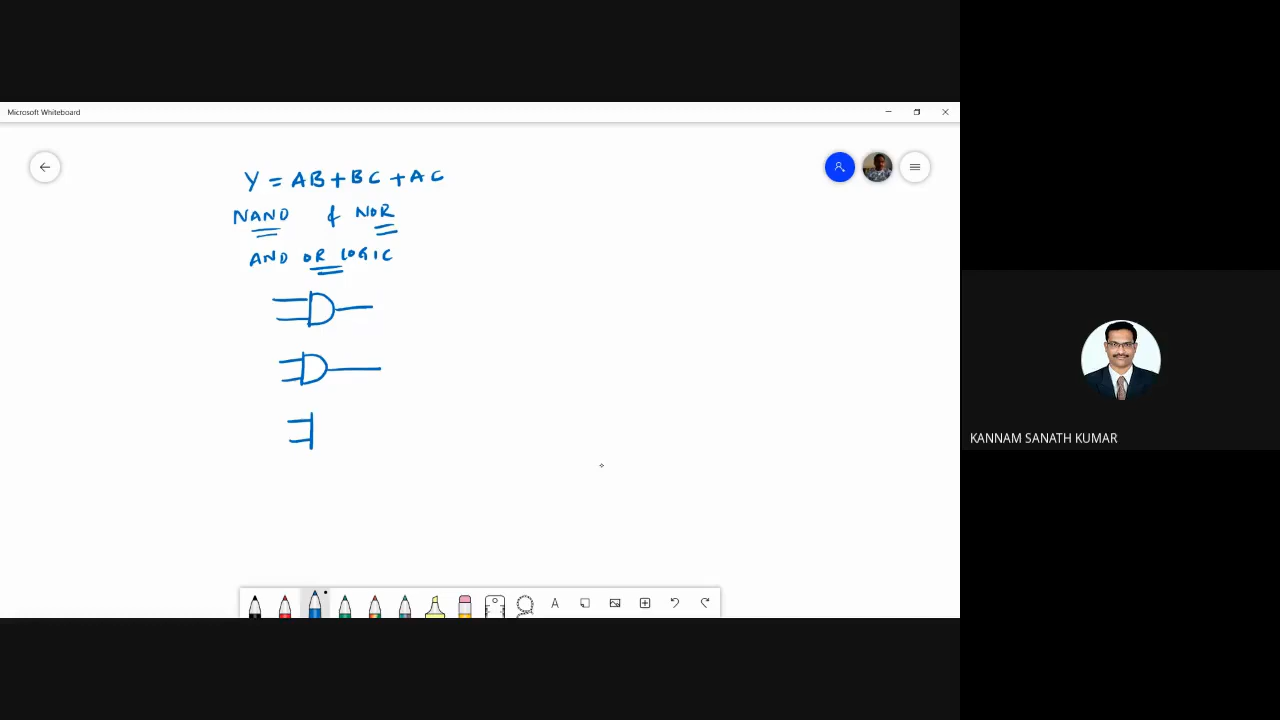 Microsoft Whiteboard
Y = AB + BC + AC
NAND & NOR
AND OR LOGIC
KANNAM SANATH KUMAR
A